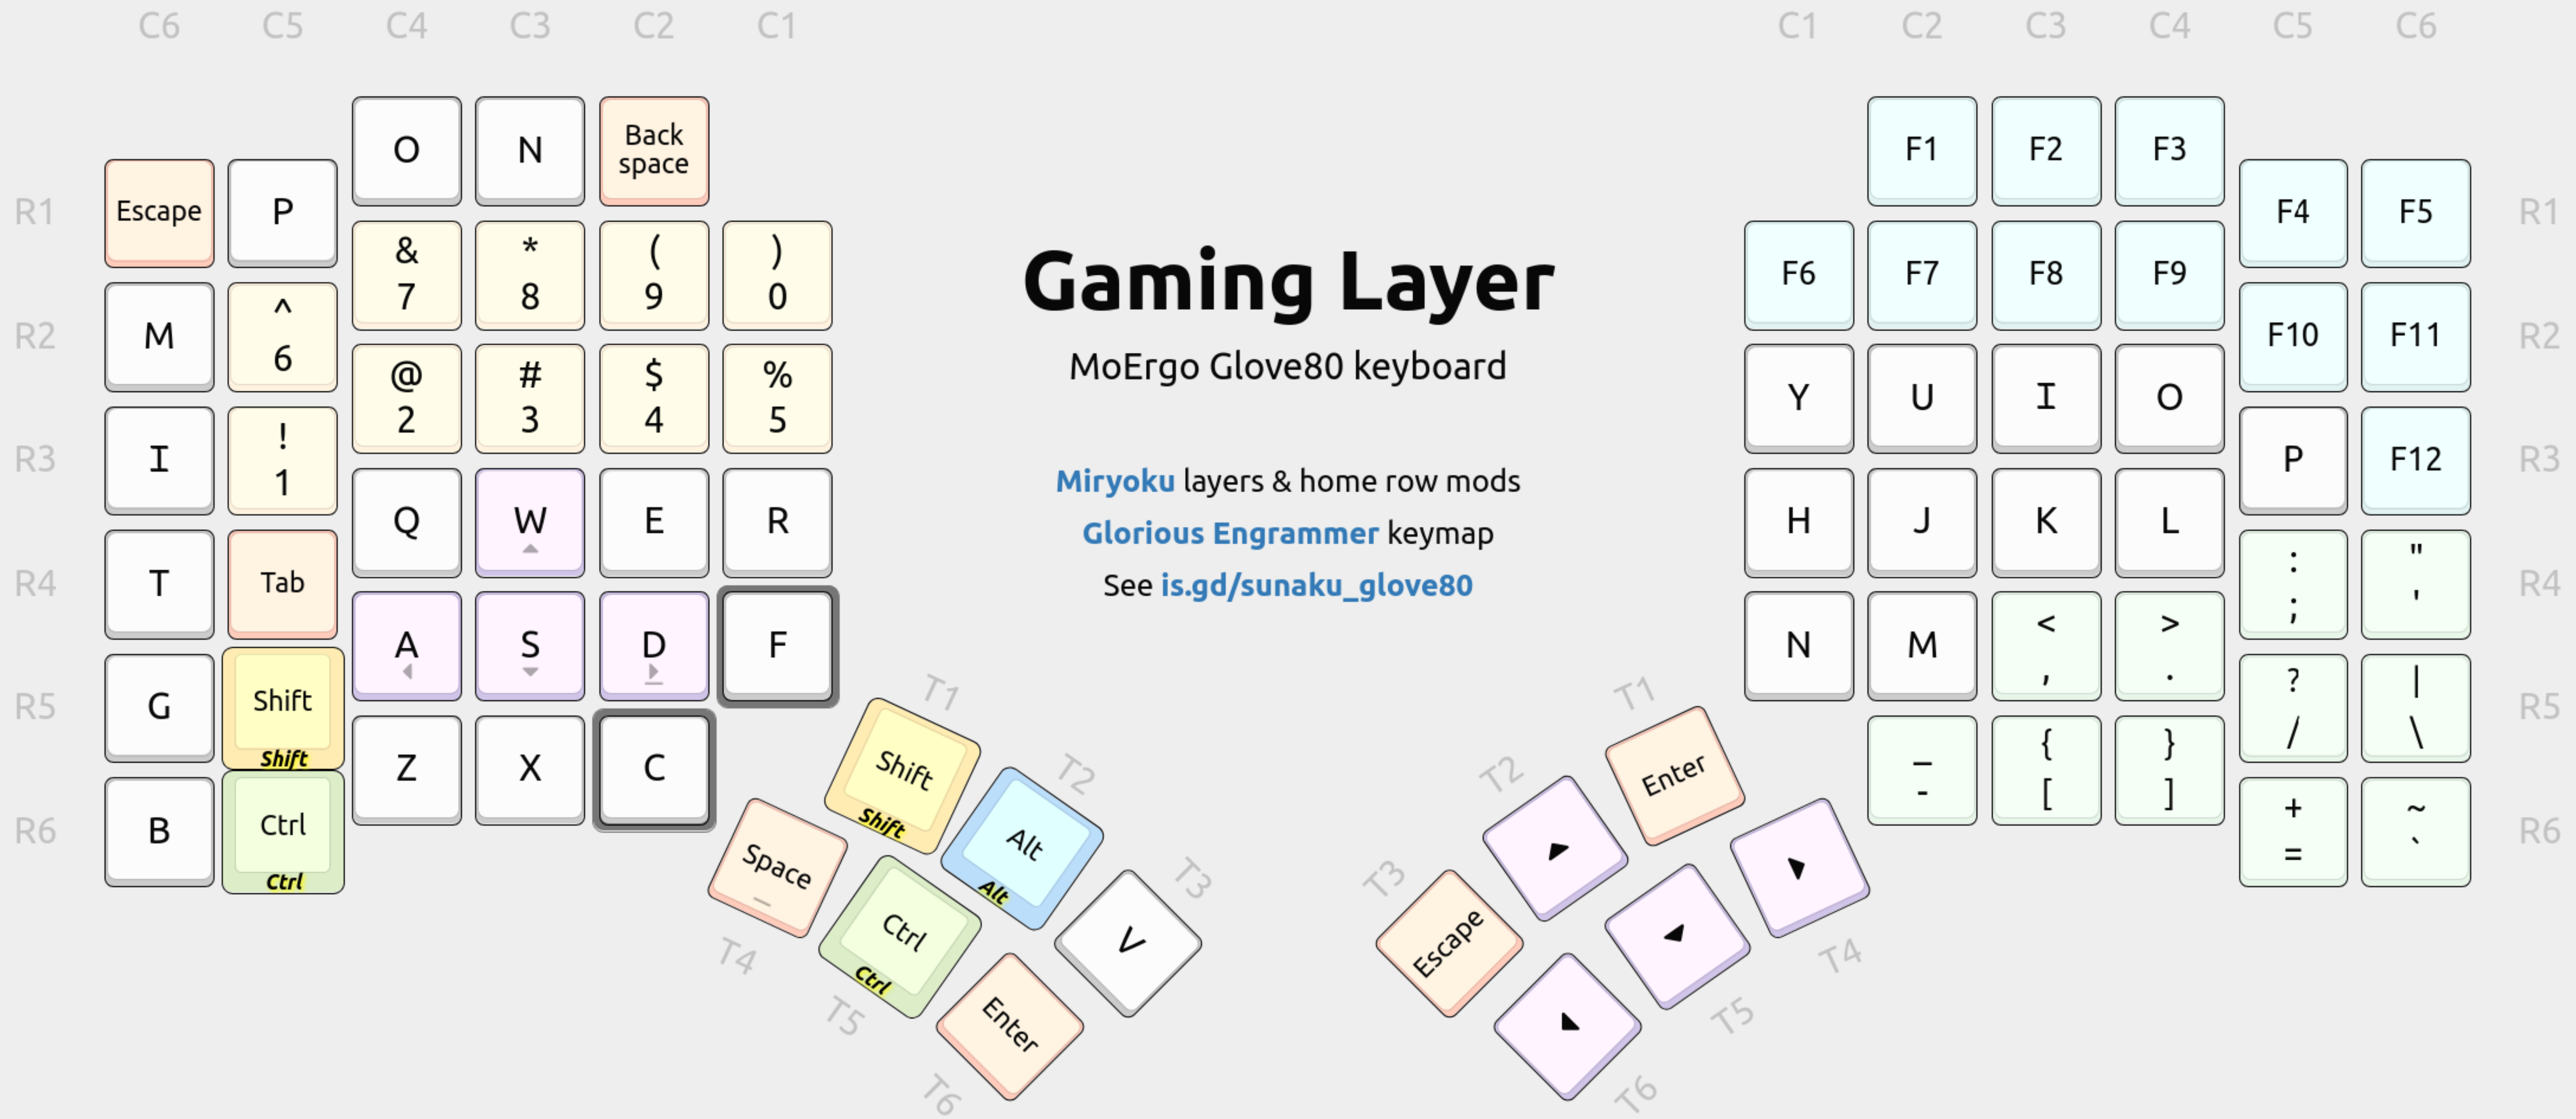 C6 C5 C4 C3 C2 C1
C1 C2 C3 C4 C5 C6
O N Back
space
F1 F2 F3
R1 Escape P
F4 F5 R1
&
7
*
8
(
9
)
0
Gaming Layer
F6 F7 F8 F9
R2 M ^
6
F10 F11 R2
@
2
#
3
$
4
%
5
MoErgo Glove80 keyboard
Y U I O
R3 I !
1
P F12 R3
Q W E R
Miryoku layers & home row mods
Glorious Engrammer keymap
See is.gd/sunaku_glove80
H J K L
R4 T Tab
:
;
"
'
R4
A S D F
N M <
,
>
.
R5 G Shift
Shift
?
/
|
\
R5
Z X C
_
-
{
[
}
]
R6 B Ctrl
Ctrl
+
=
~
`
R6
T1
Shift
Shift
T2
Alt
Alt
T3
V
Space
_
T4
Ctrl
Ctrl
T5
Enter
T6
T1
Enter
T2
T3
Escape
T4
T5
T6